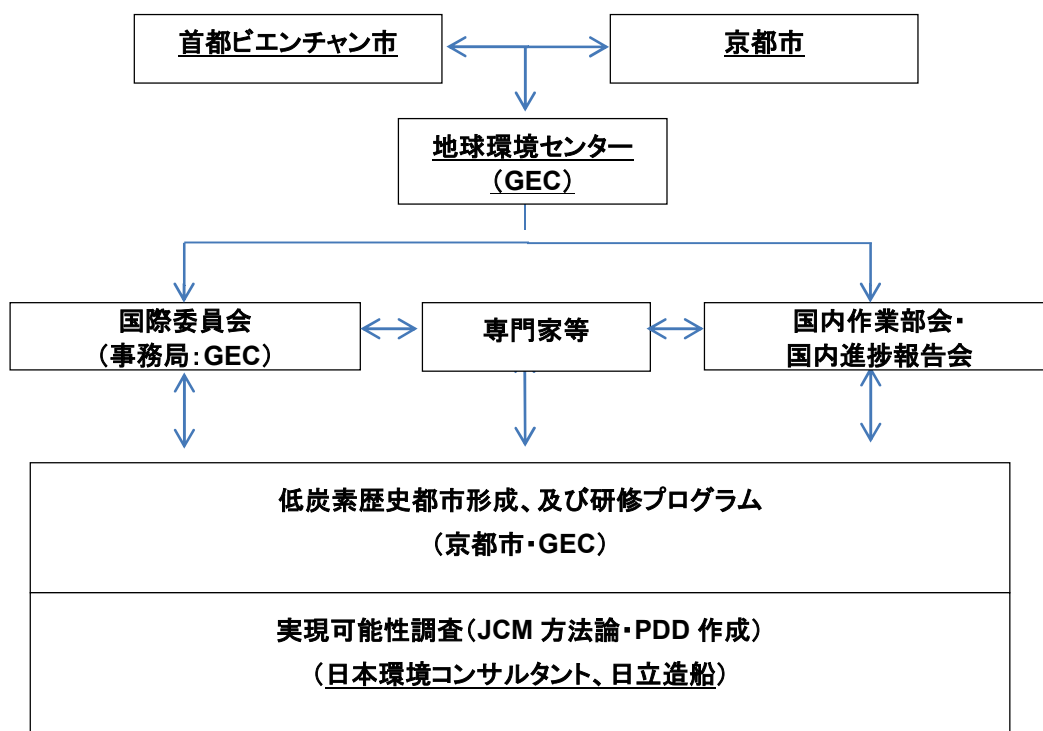 首都ビエンチャン市
京都市
地球環境センター
(GEC)
国際委員会
(事務局:GEC)
専門家等
国内作業部会・
国内進捗報告会
低炭素歴史都市形成、及び研修プログラム
(京都市・GEC)
実現可能性調査(JCM 方法論・PDD 作成)
(日本環境コンサルタント、日立造船)